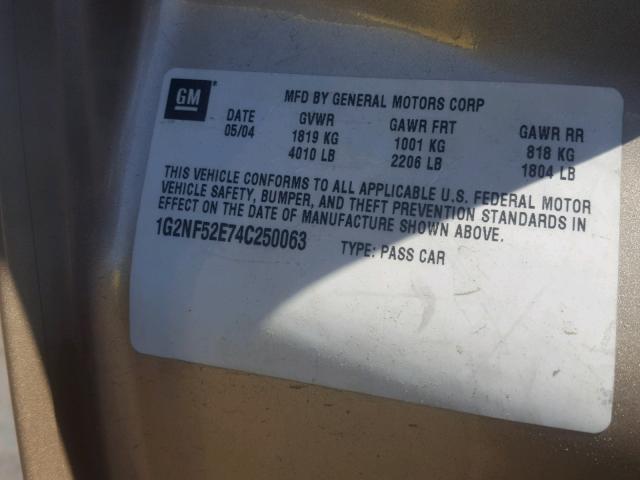 GM
MFD BY GENERAL MOTORS CORP
DATE GVWR GAWR FRT GAWR RR
05/04 1819 KG 1001 KG 818 KG
4010 LB 2206 LB 1804 LB
THIS VEHICLE CONFORMS TO ALL APPLICABLE U.S. FEDERAL MOTOR
VEHICLE SAFETY, BUMPER, AND THEFT PREVENTION STANDARDS IN
EFFECT ON THE DATE OF MANUFACTURE SHOWN ABOVE.
1G2NF52E74C250063 TYPE: PASS CAR